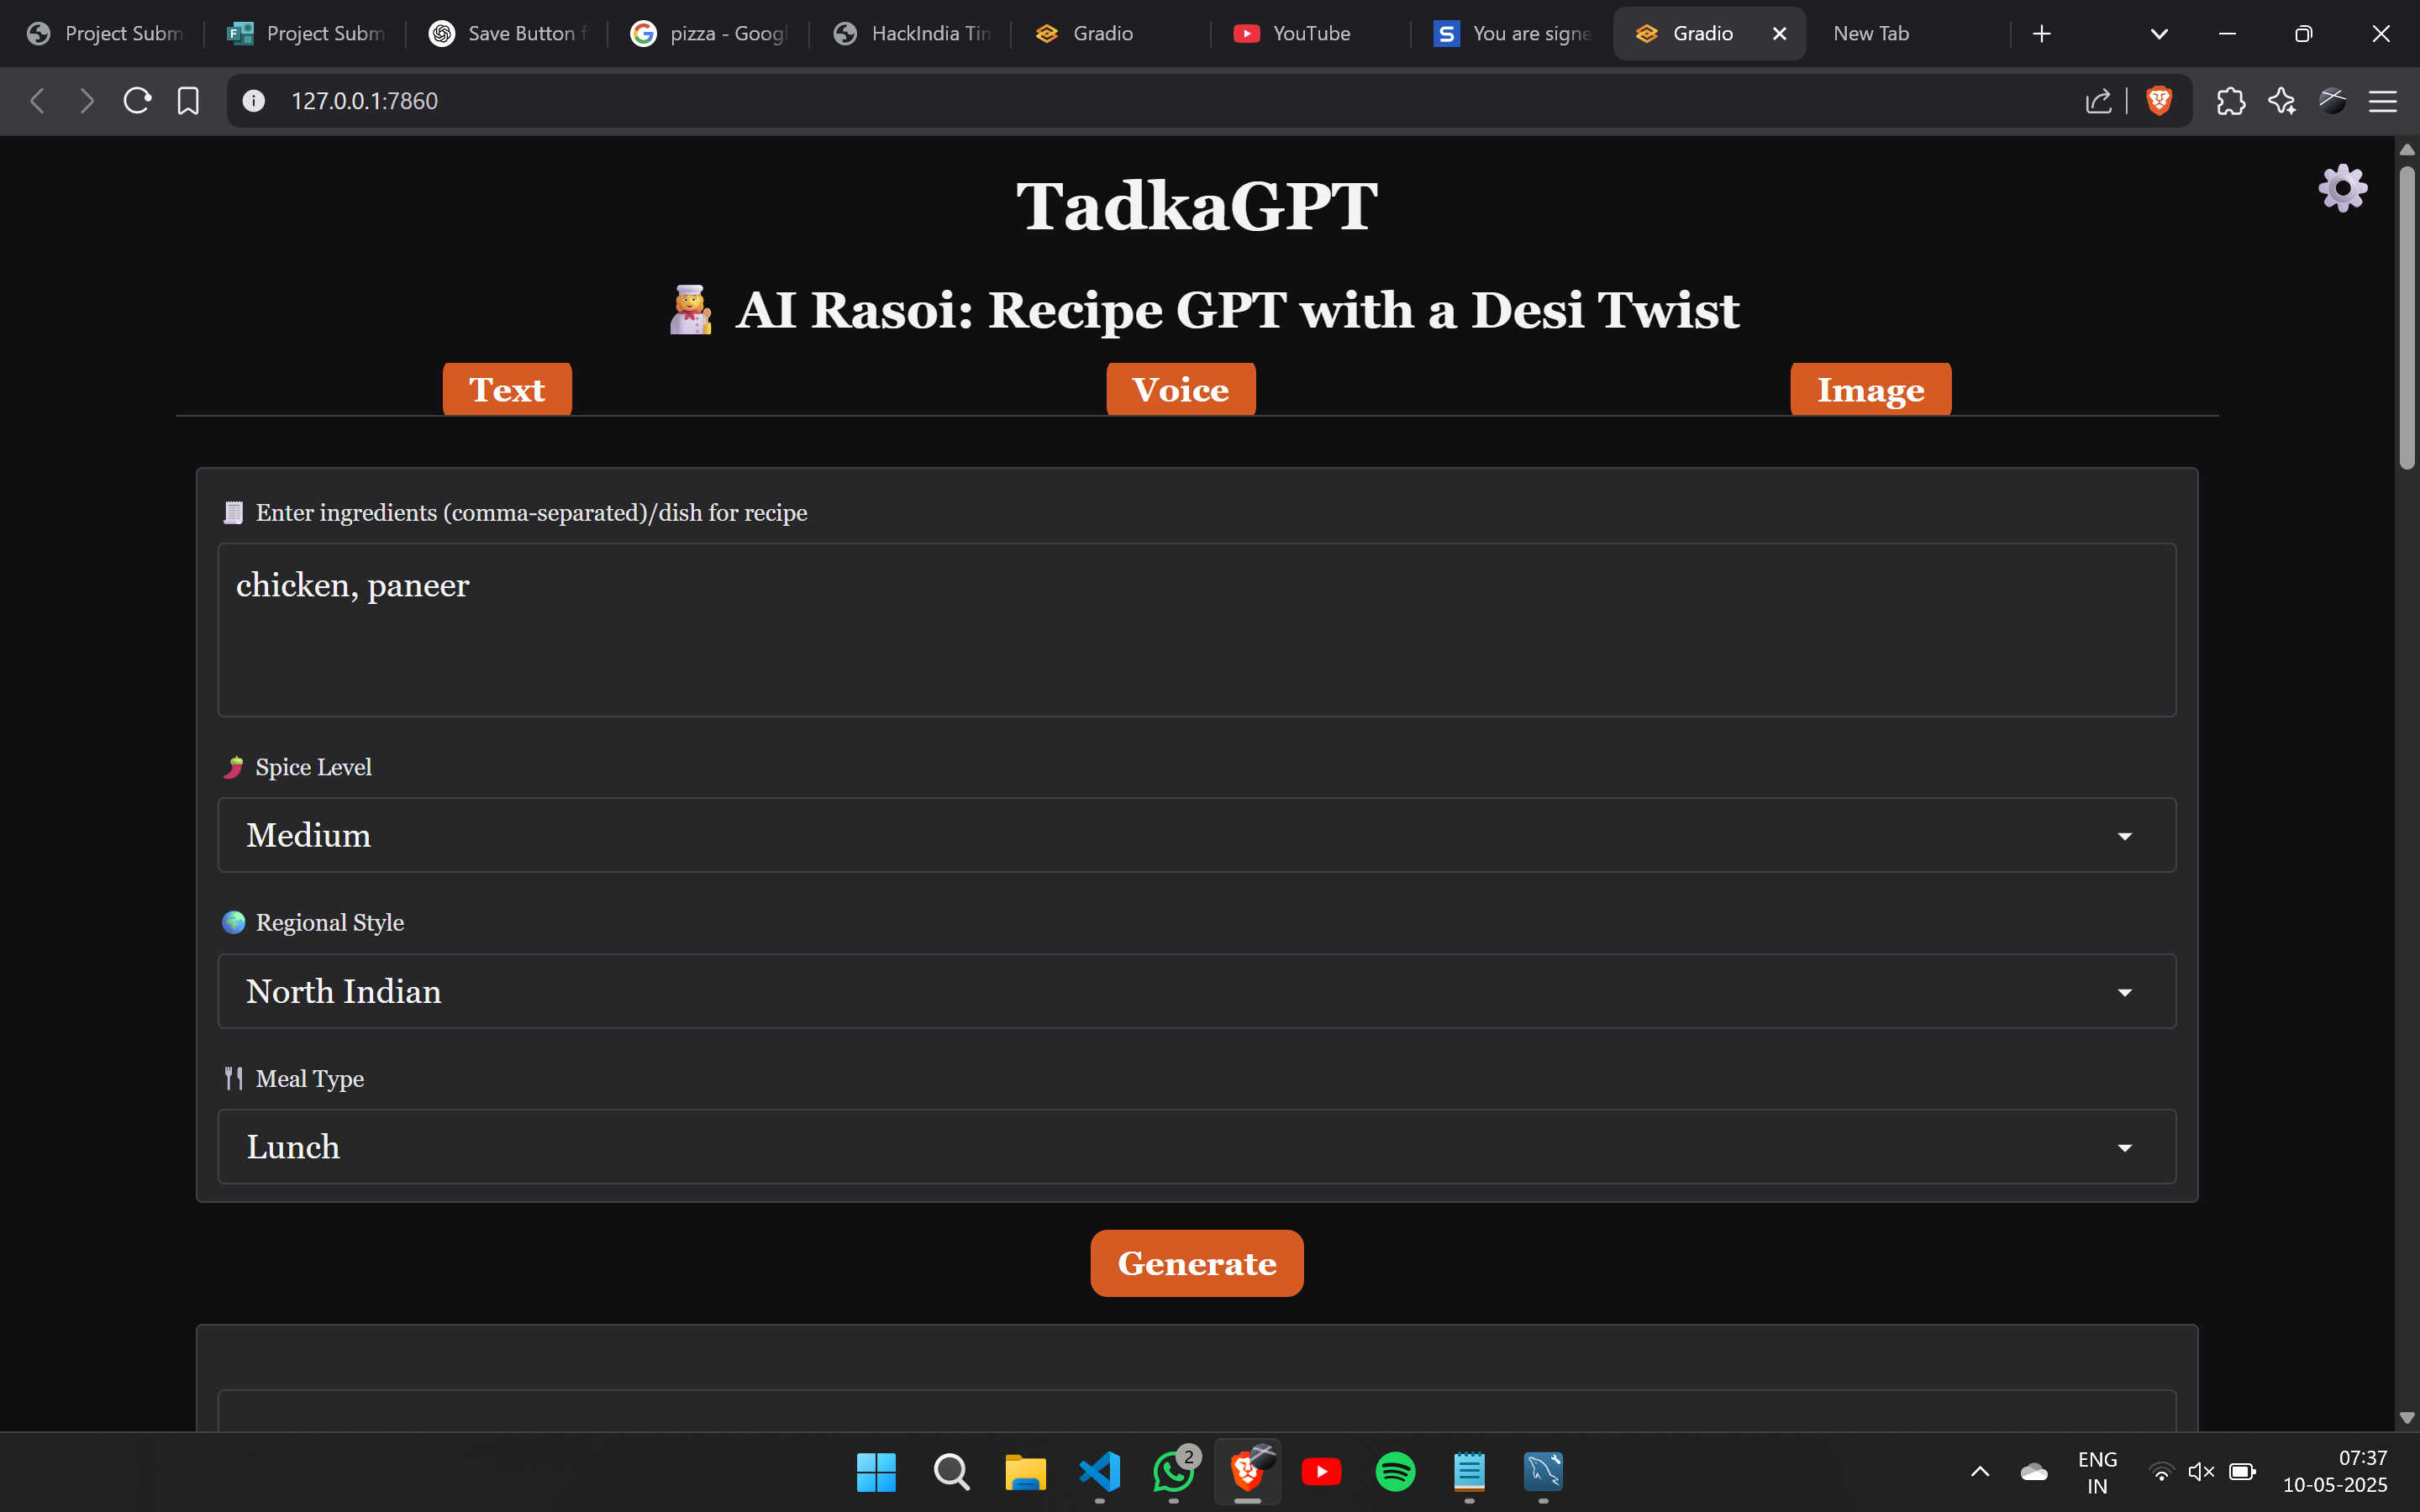 Project Subm
Project Subm
Save Button f
pizza - Googl
HackIndia Tim
Gradio
YouTube
You are signe
Gradio
New Tab
127.0.0.1:7860
TadkaGPT
AI Rasoi: Recipe GPT with a Desi Twist
Text
Voice
Image
Enter ingredients (comma-separated)/dish for recipe
chicken, paneer
Spice Level
Medium
Regional Style
North Indian
Meal Type
Lunch
Generate
2
ENG
IN
07:37
10-05-2025